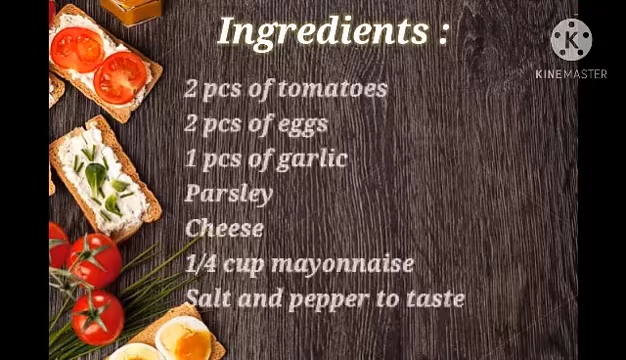 Ingredients :
KINEMASTER
2 pcs of tomatoes
2 pcs of eggs
1 pcs of garlic
Parsley
Cheese
1/4 cup mayonnaise
Salt and pepper to taste